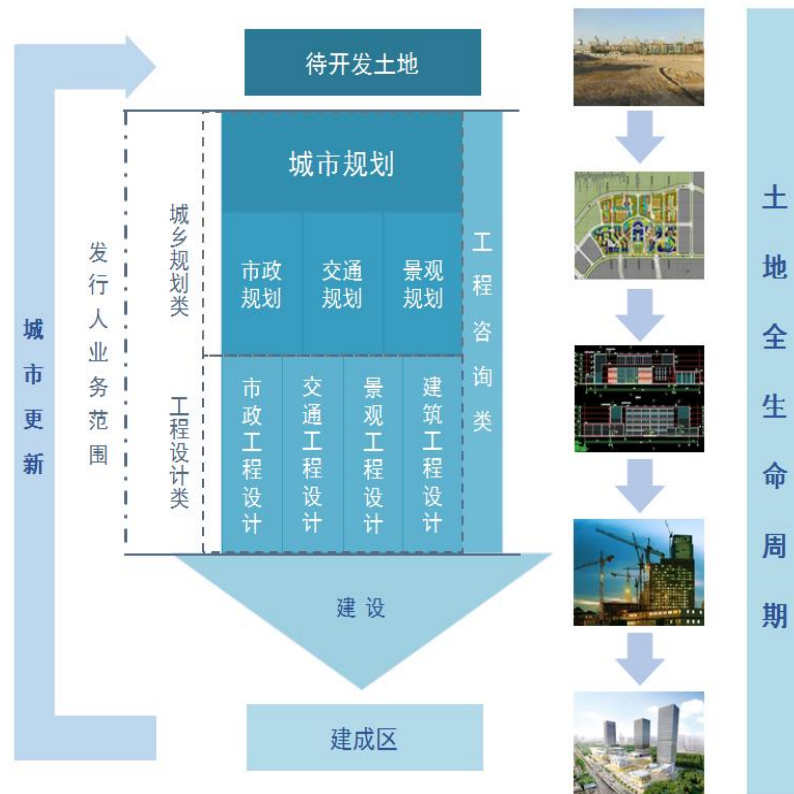 待开发土地
城市规划
市政
规划
交通
规划
景观
规划
城乡规划类
工程咨询类
发行人业务范围
城市更新
市政工程设计
交通工程设计
景观工程设计
建筑工程设计
工程设计类
建设
建成区
土地全生命周期